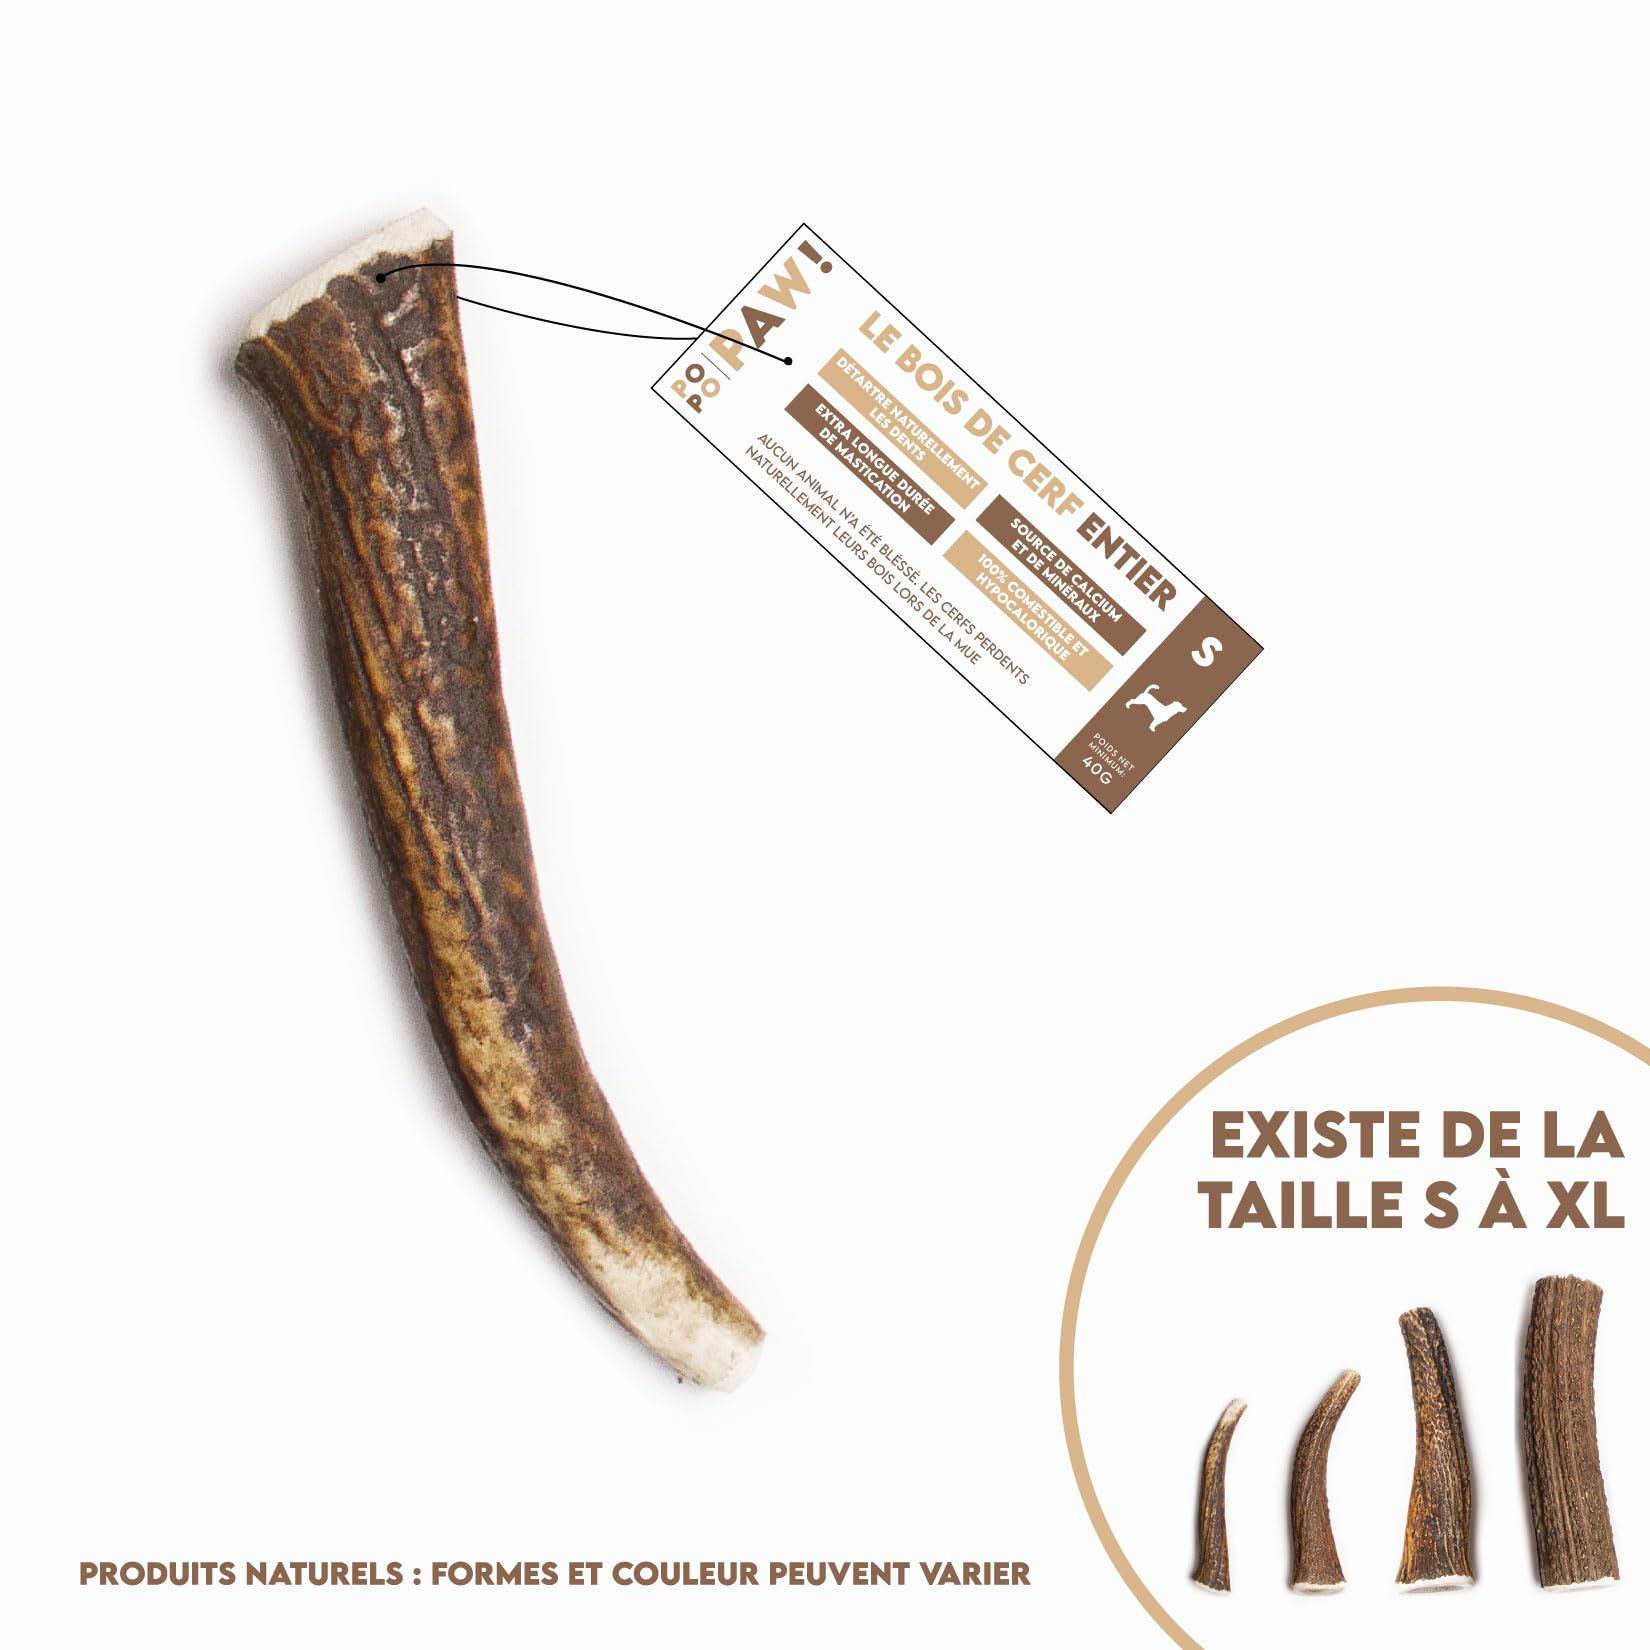 PO
PO
PAW!
LE BOIS DE CERF ENTIER
DÉTARTRE NATURELLEMENT
LES DENTS
EXTRA LONGUE DURÉE
DE MASTICATION
SOURCE DE CALCIUM
ET DE MINÉRAUX
100% COMESTIBLE ET
HYPOCALORIQUE
AUCUN ANIMAL N'A ÉTÉ BLÉSSÉ. LES CERFS PERDENTS
NATURELLEMENT LEURS BOIS LORS DE LA MUE
S
POIDS NET
MINIMUM:
40G
EXISTE DE LA
TAILLE S À XL
PRODUITS NATURELS : FORMES ET COULEUR PEUVENT VARIER